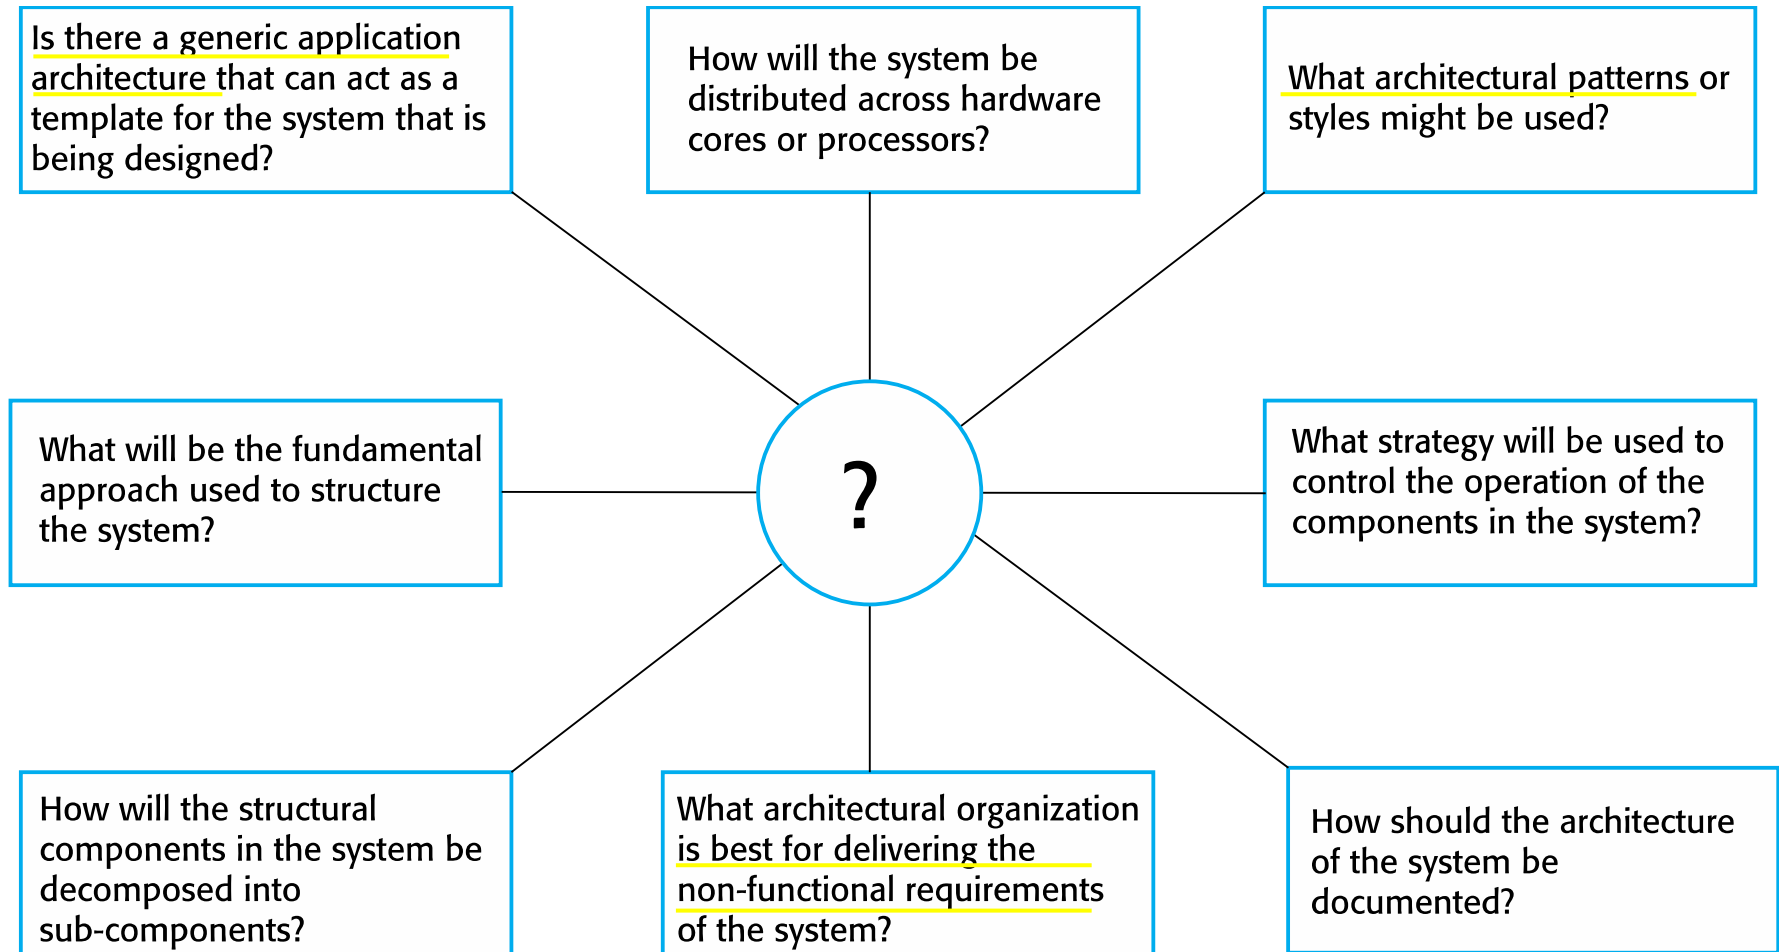 Is there a generic application
architecture that can act as a
template for the system that is
being designed?
How will the system be
distributed across hardware
cores or processors?
What architectural patterns or
styles might be used?
What will be the fundamental
approach used to structure
the system?
?
What strategy will be used to
control the operation of the
components in the system?
How will the structural
components in the system be
decomposed into
sub-components?
What architectural organization
is best for delivering the
non-functional requirements
of the system?
How should the architecture
of the system be
documented?